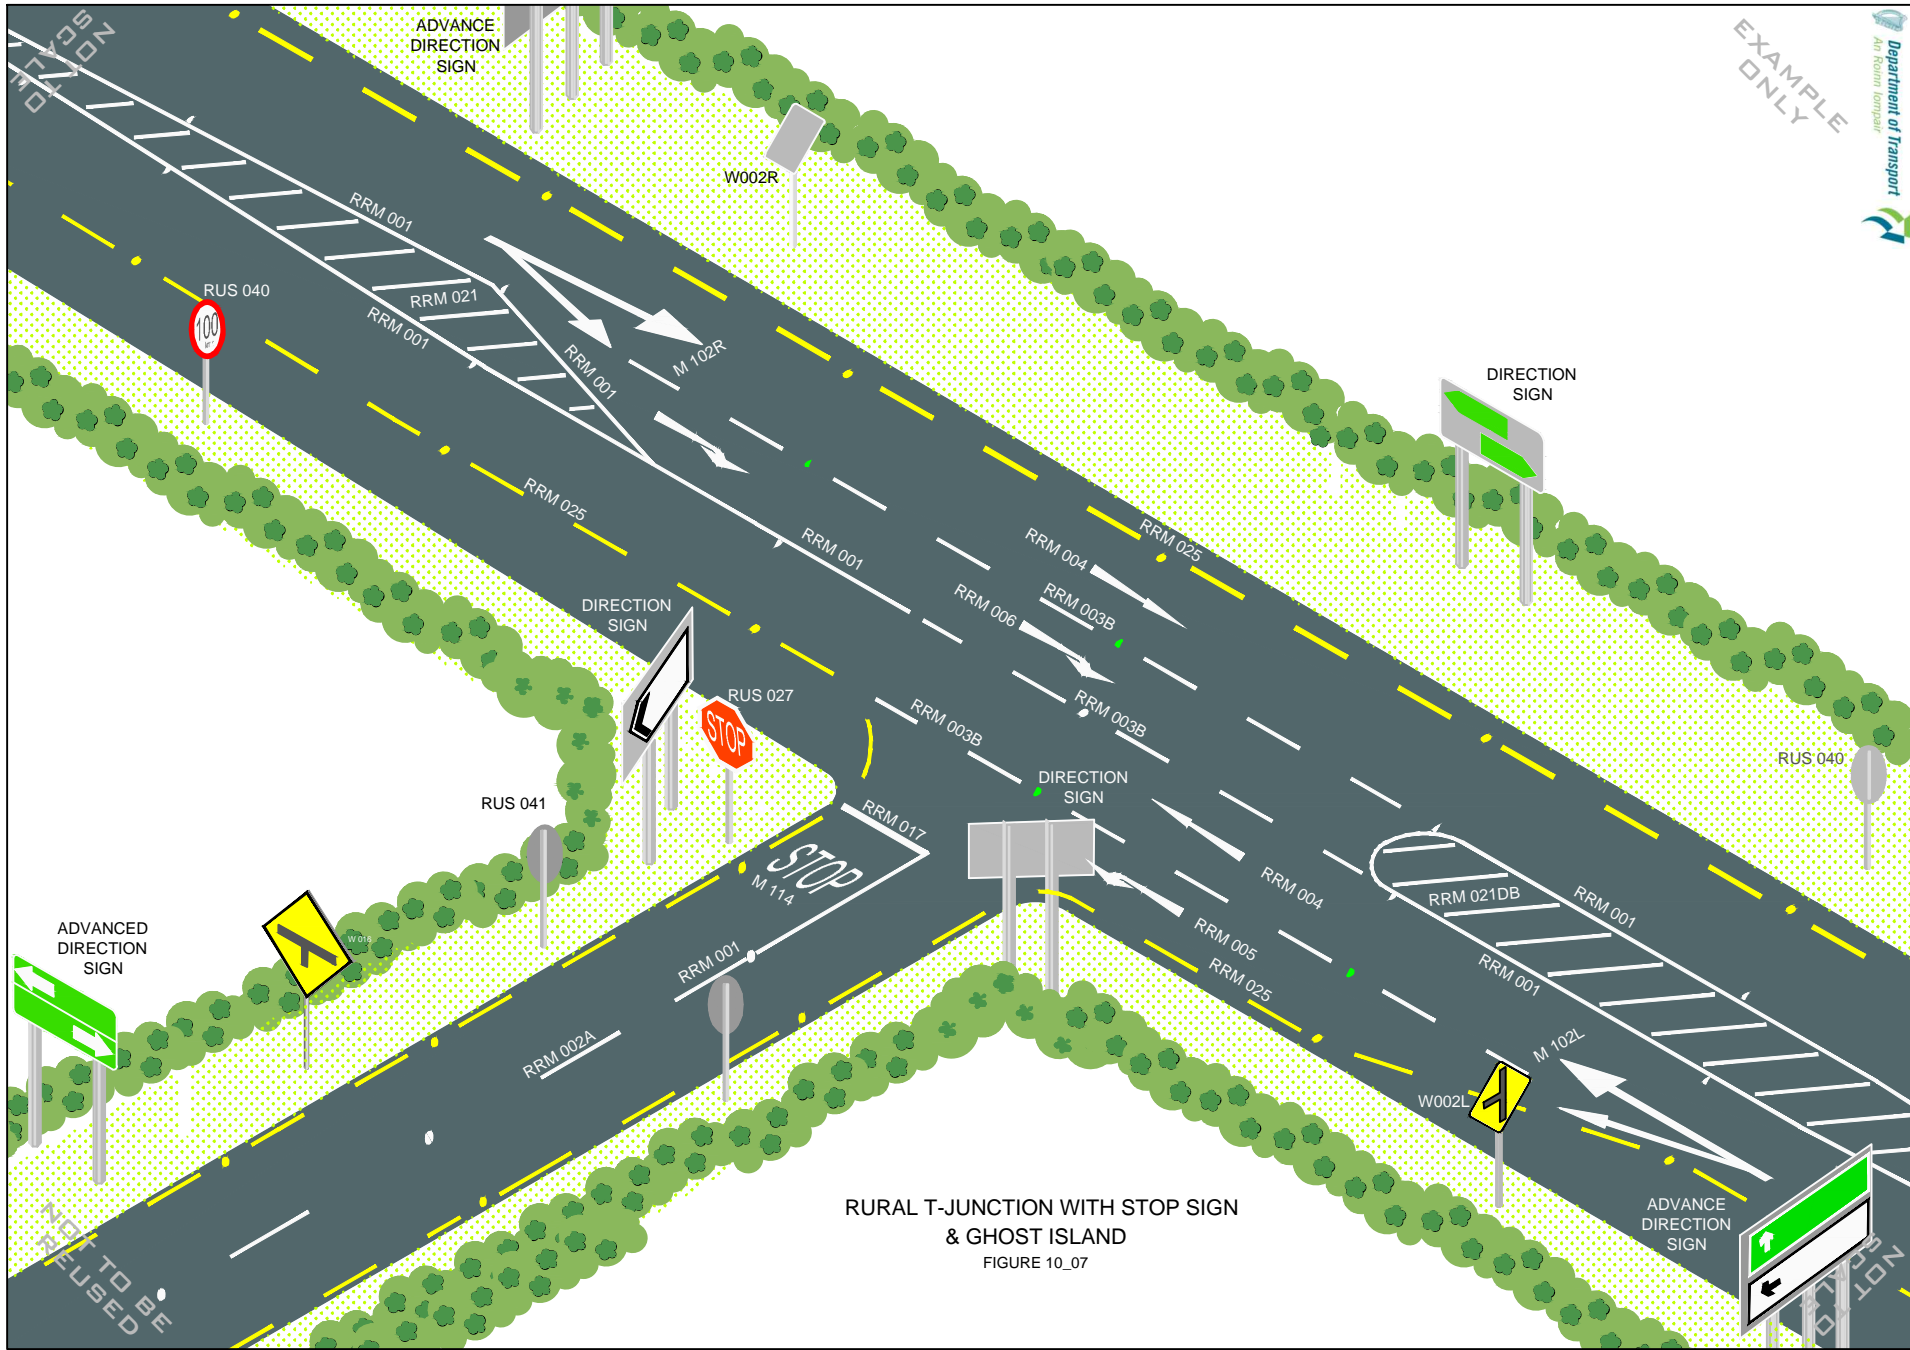 NOT TO
SCALED
ADVANCE
DIRECTION
SIGN
EXAMPLE
ONLY
Department of Transport
An Roinn Iompair
W002R
RRM 001
RUS 040
100
RRM 021
RRM 001
RRM 001
M 102R
DIRECTION
SIGN
RRM 025
RRM 001
RRM 004
RRM 025
RRM 006
RRM 003B
DIRECTION
SIGN
RUS 027
STOP
RRM 003B
RRM 003B
DIRECTION
SIGN
RUS 040
RUS 041
RRM 017
STOP
M 114
RRM 004
RRM 021DB
RRM 001
ADVANCED
DIRECTION
SIGN
W 016
RRM 001
RRM 005
RRM 025
RRM 001
RRM 002A
M 102L
W002L
RURAL T-JUNCTION WITH STOP SIGN
& GHOST ISLAND
FIGURE 10_07
ADVANCE
DIRECTION
SIGN
NOT TO BE
REUSED